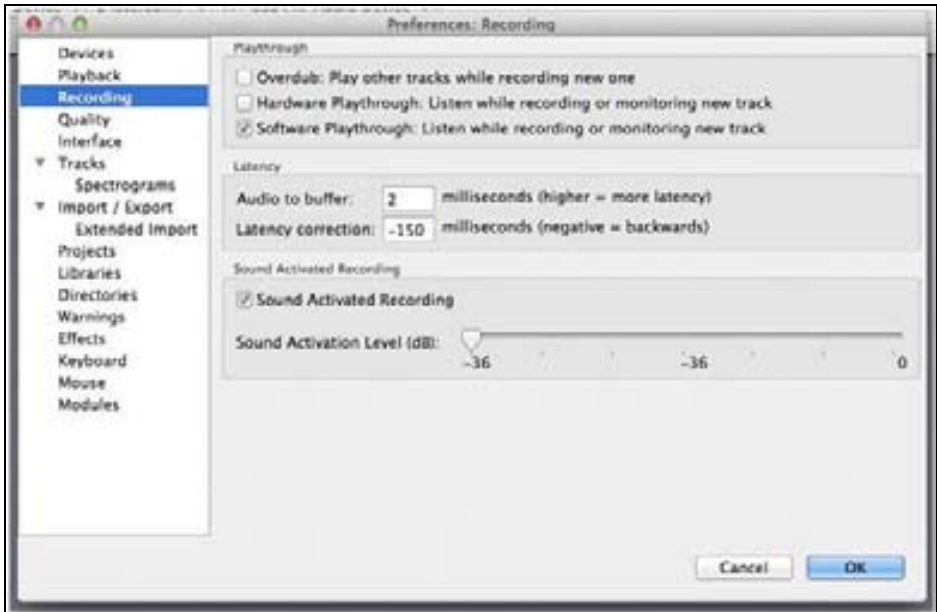 Preferences: Recording
Devices
Playback
Recording
Quality
Interface
Tracks
Spectrograms
Import / Export
Extended Import
Projects
Libraries
Directories
Warnings
Effects
Keyboard
Mouse
Modules
Playthrough
Overdub: Play other tracks while recording new one
Hardware Playthrough: Listen while recording or monitoring new track
Software Playthrough: Listen while recording or monitoring new track
Latency
Audio to buffer: 2 milliseconds (higher = more latency)
Latency correction: -150 milliseconds (negative = backwards)
Sound Activated Recording
Sound Activated Recording
Sound Activation Level (dB):
-36 -36 0
Cancel OK